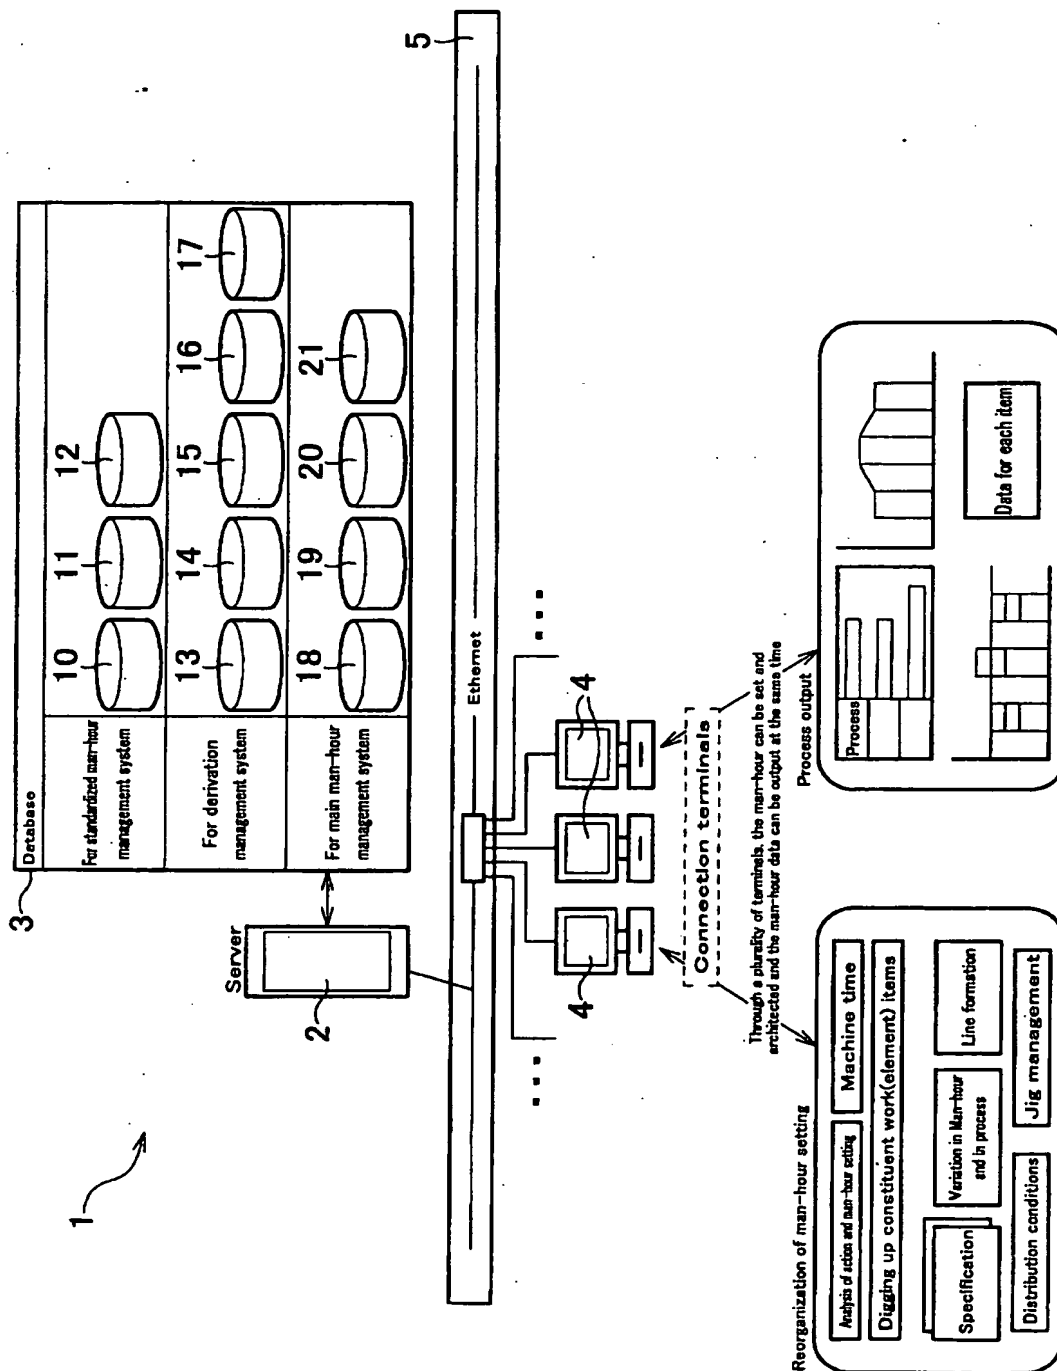 1
3
Database
For standardized man-hour
management system
10
11
12
For derivation
management system
13
14
15
16
17
For main man-hour
management system
18
19
20
21
Server
2
5
Ethernet
4
4
Connection terminals
Through a plurality of terminals, the man-hour can be set and
architected and the man-hour data can be output at the same time
Reorganization of man-hour setting
Analysis of action and man-hour setting
Machine time
Digging up constituent work(element) items
Specification
Variation in Man-hour
and in process
Line formation
Distribution conditions
Jig management
Process output
Process
Data for each item